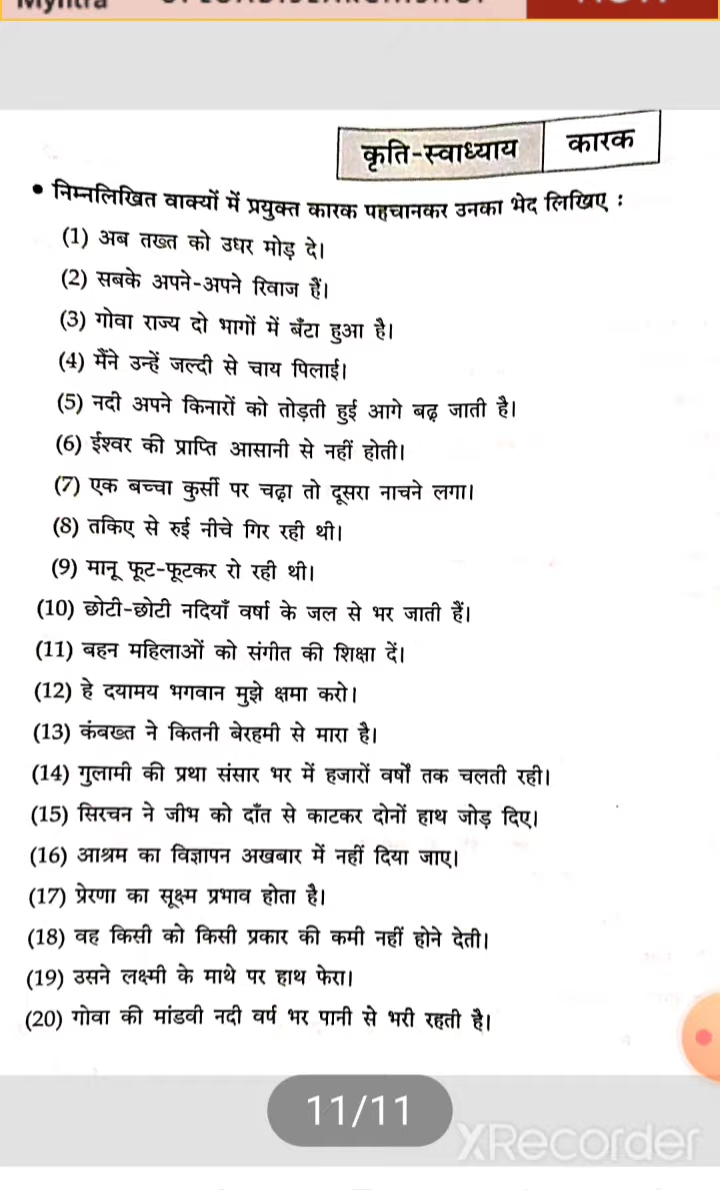 Myntra
कृति-स्वाध्याय कारक
• निम्नलिखित वाक्यों में प्रयुक्त कारक पहचानकर उनका भेद लिखिए :
(1) अब तख्त को उधर मोड़ दे।
(2) सबके अपने-अपने रिवाज हैं।
(3) गोवा राज्य दो भागों में बँटा हुआ है।
(4) मैंने उन्हें जल्दी से चाय पिलाई।
(5) नदी अपने किनारों को तोड़ती हुई आगे बढ़ जाती है।
(6) ईश्वर की प्राप्ति आसानी से नहीं होती।
(7) एक बच्चा कुर्सी पर चढ़ा तो दूसरा नाचने लगा।
(8) तकिए से रुई नीचे गिर रही थी।
(9) मानू फूट-फूटकर रो रही थी।
(10) छोटी-छोटी नदियाँ वर्षा के जल से भर जाती हैं।
(11) बहन महिलाओं को संगीत की शिक्षा दें।
(12) हे दयामय भगवान मुझे क्षमा करो।
(13) कंबख्त ने कितनी बेरहमी से मारा है।
(14) गुलामी की प्रथा संसार भर में हजारों वर्षों तक चलती रही।
(15) सिरचन ने जीभ को दाँत से काटकर दोनों हाथ जोड़ दिए।
(16) आश्रम का विज्ञापन अखबार में नहीं दिया जाए।
(17) प्रेरणा का सूक्ष्म प्रभाव होता है।
(18) वह किसी को किसी प्रकार की कमी नहीं होने देती।
(19) उसने लक्ष्मी के माथे पर हाथ फेरा।
(20) गोवा की मांडवी नदी वर्ष भर पानी से भरी रहती है।
11/11
XRecorder